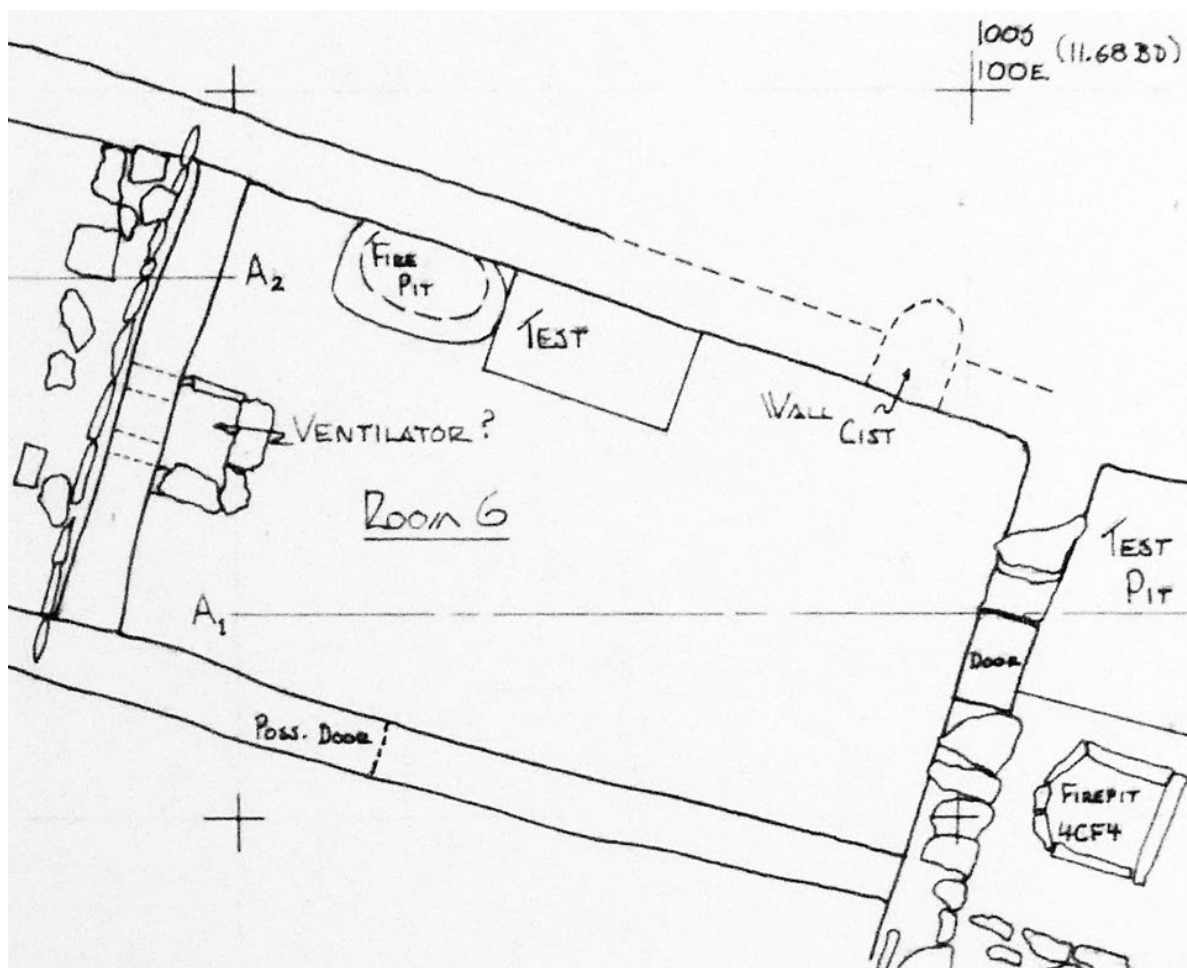 100S
100E (11.68 BD)
FIRE
PIT
A2
TEST
WALL
CIST
VENTILATOR?
ROOM 6
TEST
PIT
A1
DOOR
POSS. DOOR
FIREPIT
4CF4